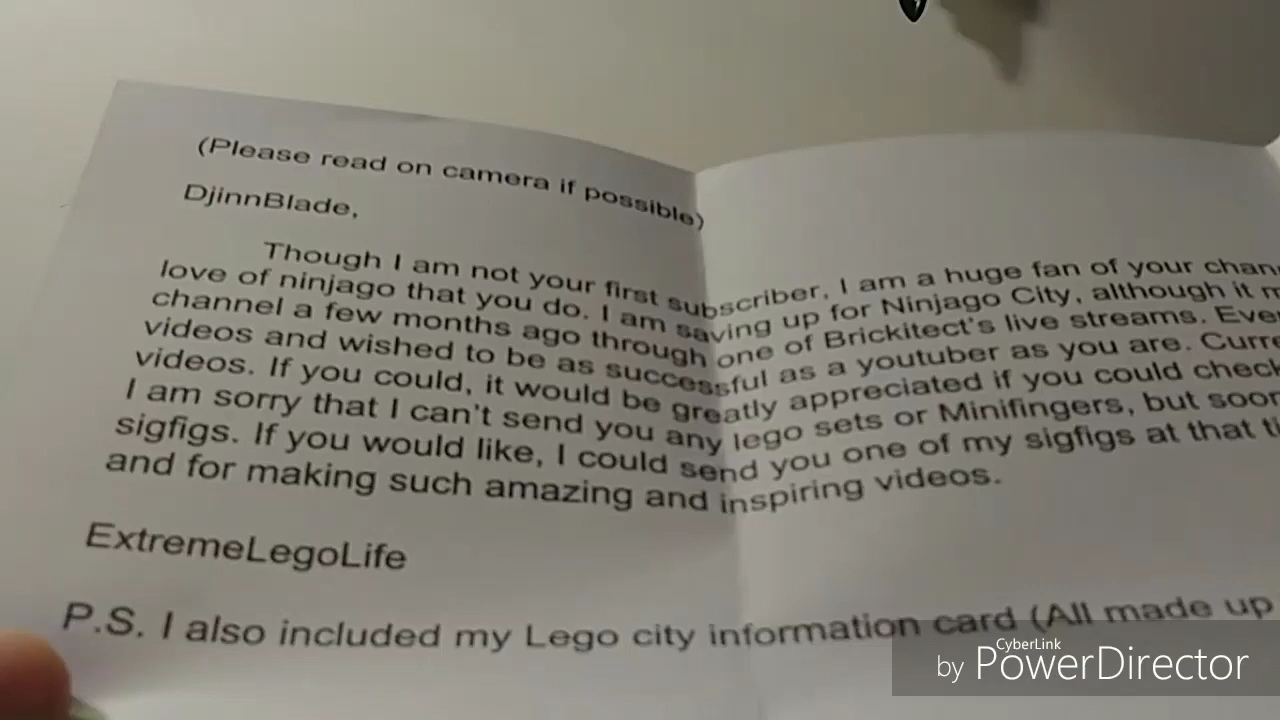 (Please read on camera if possible)
DjinnBlade,
Though I am not your first subscriber, I am a huge fan of your
love of ninjago that you do. I am saving up for Ninjago City, although it
channel a few months ago through one of Brickitect's live streams.
videos and wished to be as successful as a youtuber as you are.
videos. If you could, it would be greatly appreciated if you could check
I am sorry that I can't send you any lego sets or Minifingers, but soon
sigfigs. If you would like, I could send you one of my sigfigs at that
and for making such amazing and inspiring videos.
ExtremeLegoLife
P.S. I also included my Lego city information card (All made up
CyberLink
by PowerDirector